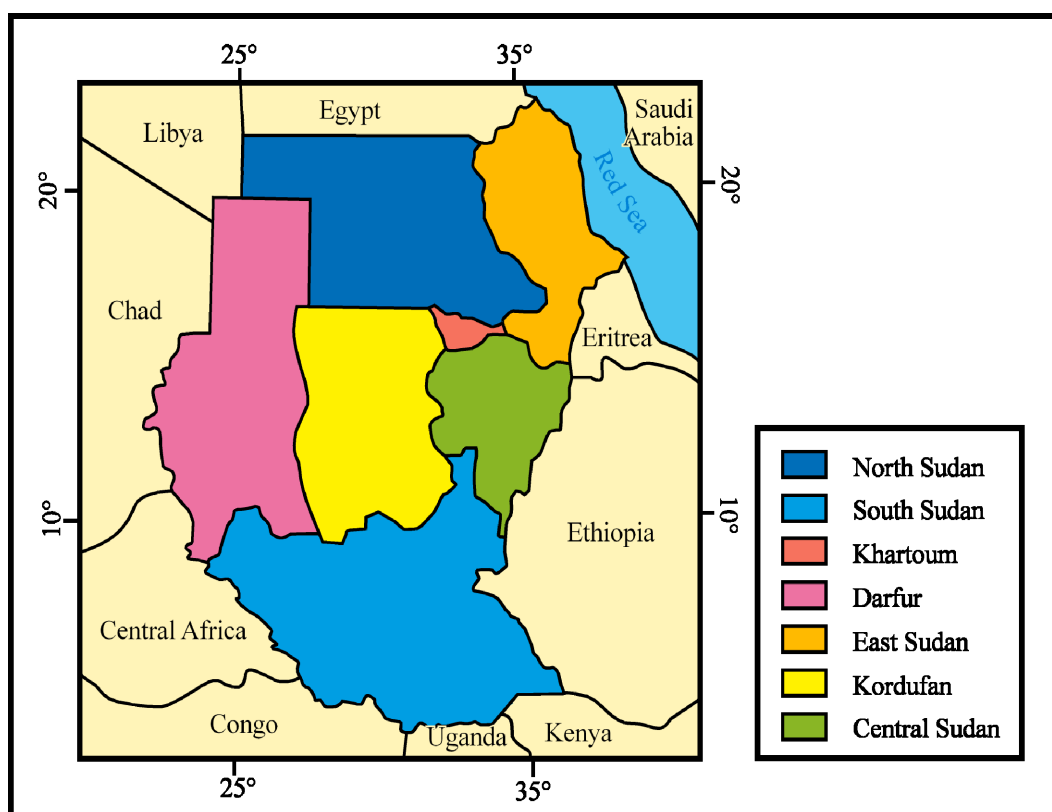 25°
35°
Egypt
Saudi
Arabia
Libya
Red Sea
20°
20°
Chad
Eritrea
10°
10°
Ethiopia
Central Africa
Congo
Uganda
Kenya
25°
35°
North Sudan
South Sudan
Khartoum
Darfur
East Sudan
Kordufan
Central Sudan